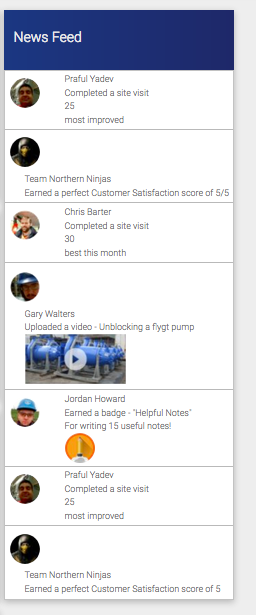 News Feed
Praful Yadev
Completed a site visit
25
most improved
Team Northern Ninjas
Earned a perfect Customer Satisfaction score of 5/5
Chris Barter
Completed a site visit
30
best this month
Gary Walters
Uploaded a video - Unblocking a flygt pump
Jordan Howard
Earned a badge - "Helpful Notes"
For writing 15 useful notes!
Praful Yadev
Completed a site visit
25
most improved
Team Northern Ninjas
Earned a perfect Customer Satisfaction score of 5